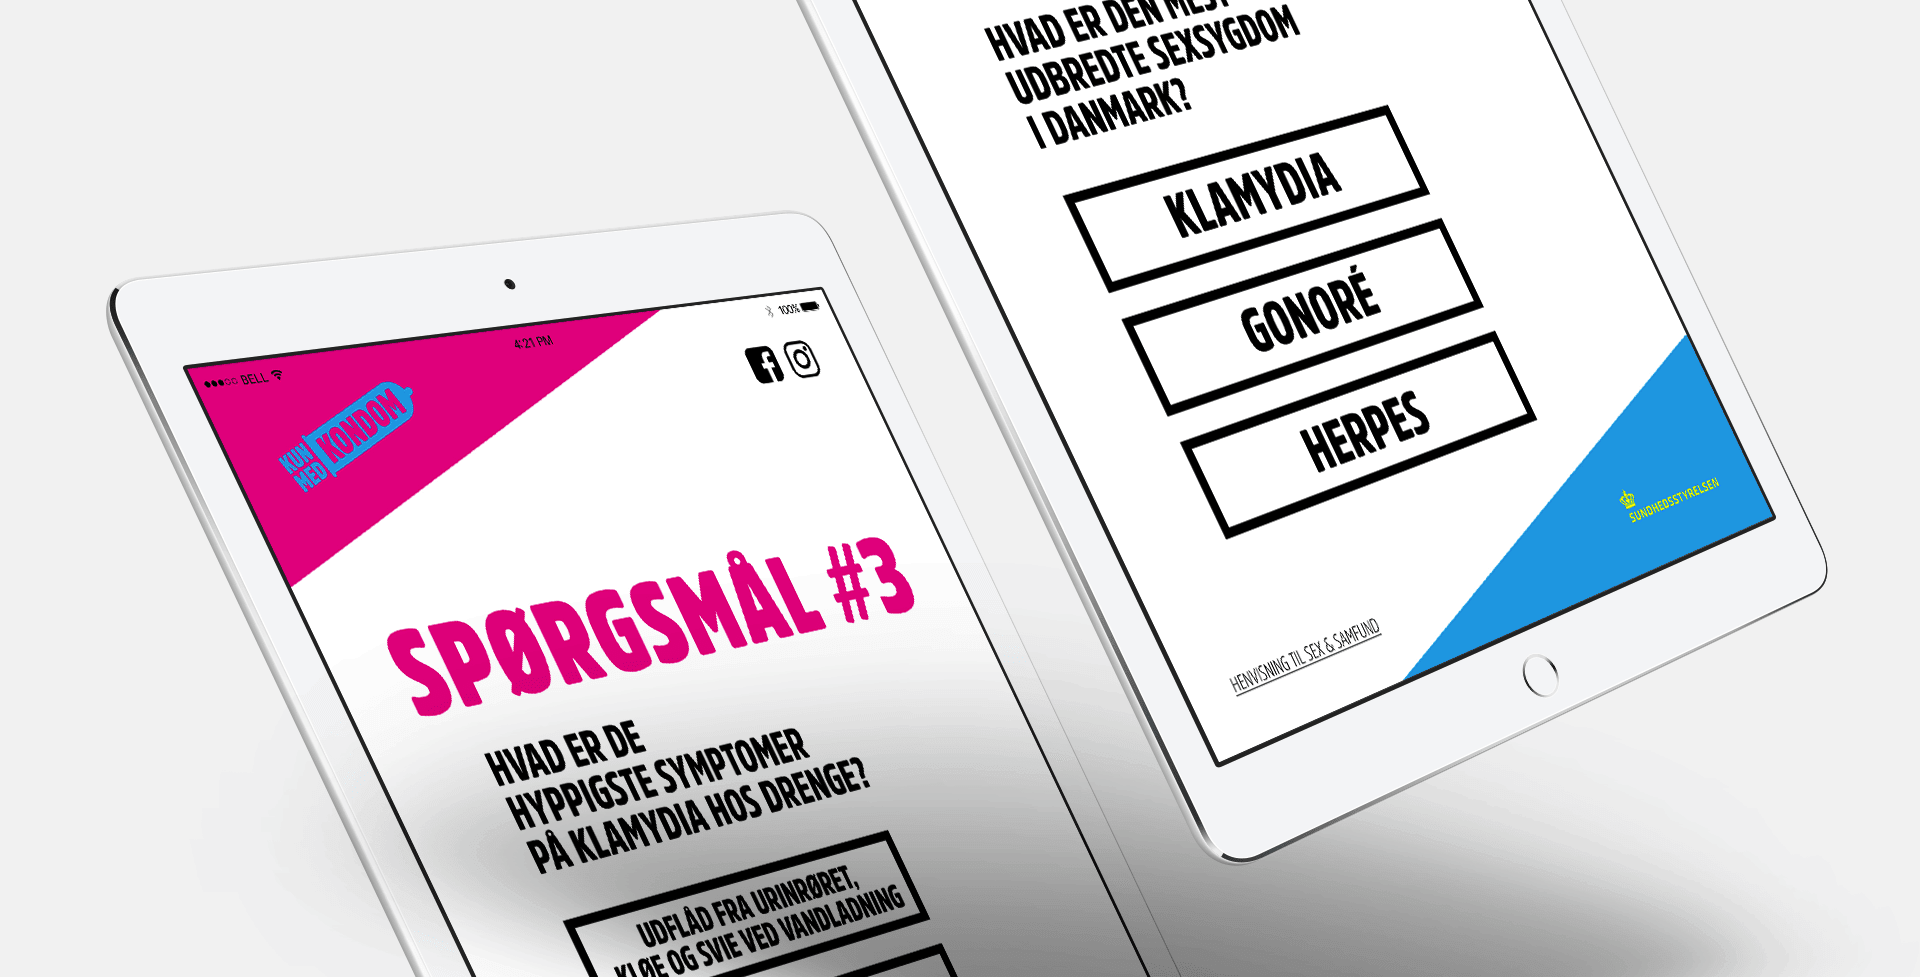 BELL
4:21 PM
100%
KUN
MED
KONDOM
SPØRGSMÅL #3
HVAD ER DE
HYPPIGSTE SYMPTOMER
PÅ KLAMYDIA HOS DRENGE?
UDFLÅD FRA URINRØRET,
KLØE OG SVIE VED VANDLADNING
HVAD ER DEN MEST
UDBREDTE SEXSYGDOM
I DANMARK?
KLAMYDIA
GONORÉ
HERPES
SUNDHEDSSTYRELSEN
HENVISNING TIL SEX & SAMFUND